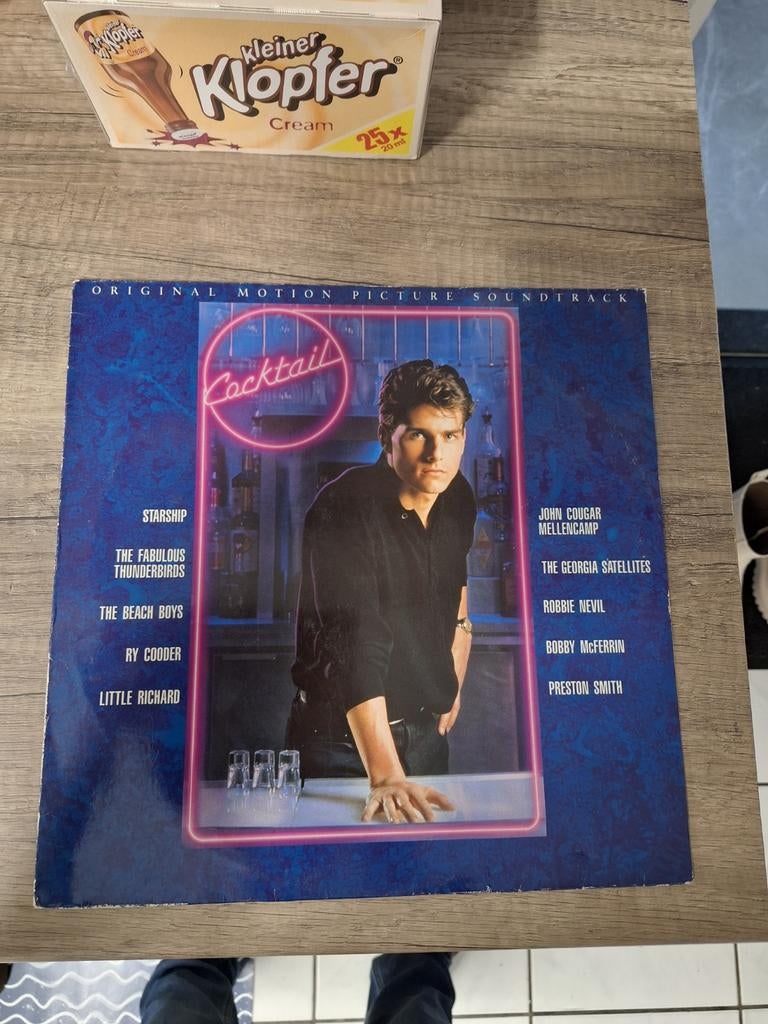 kleiner
Klopfer®
Cream
25x
20 ml
Klopfer
Cream
ORIGINAL MOTION PICTURE SOUNDTRACK
Cocktail
STARSHIP
THE FABULOUS
THUNDERBIRDS
THE BEACH BOYS
RY COODER
LITTLE RICHARD
JOHN COUGAR
MELLENCAMP
THE GEORGIA SATELLITES
ROBBIE NEVIL
BOBBY McFERRIN
PRESTON SMITH